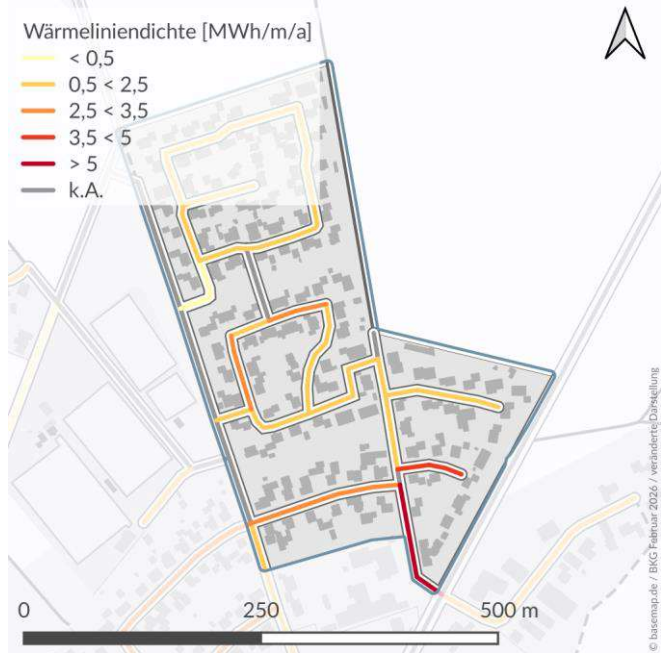 Wärmeliniendichte [MWh/m/a]
< 0,5
0,5 < 2,5
2,5 < 3,5
3,5 < 5
> 5
k.A.
0 250 500 m
© basemap.de / BKG Februar 2026 / veränderte Darstellung